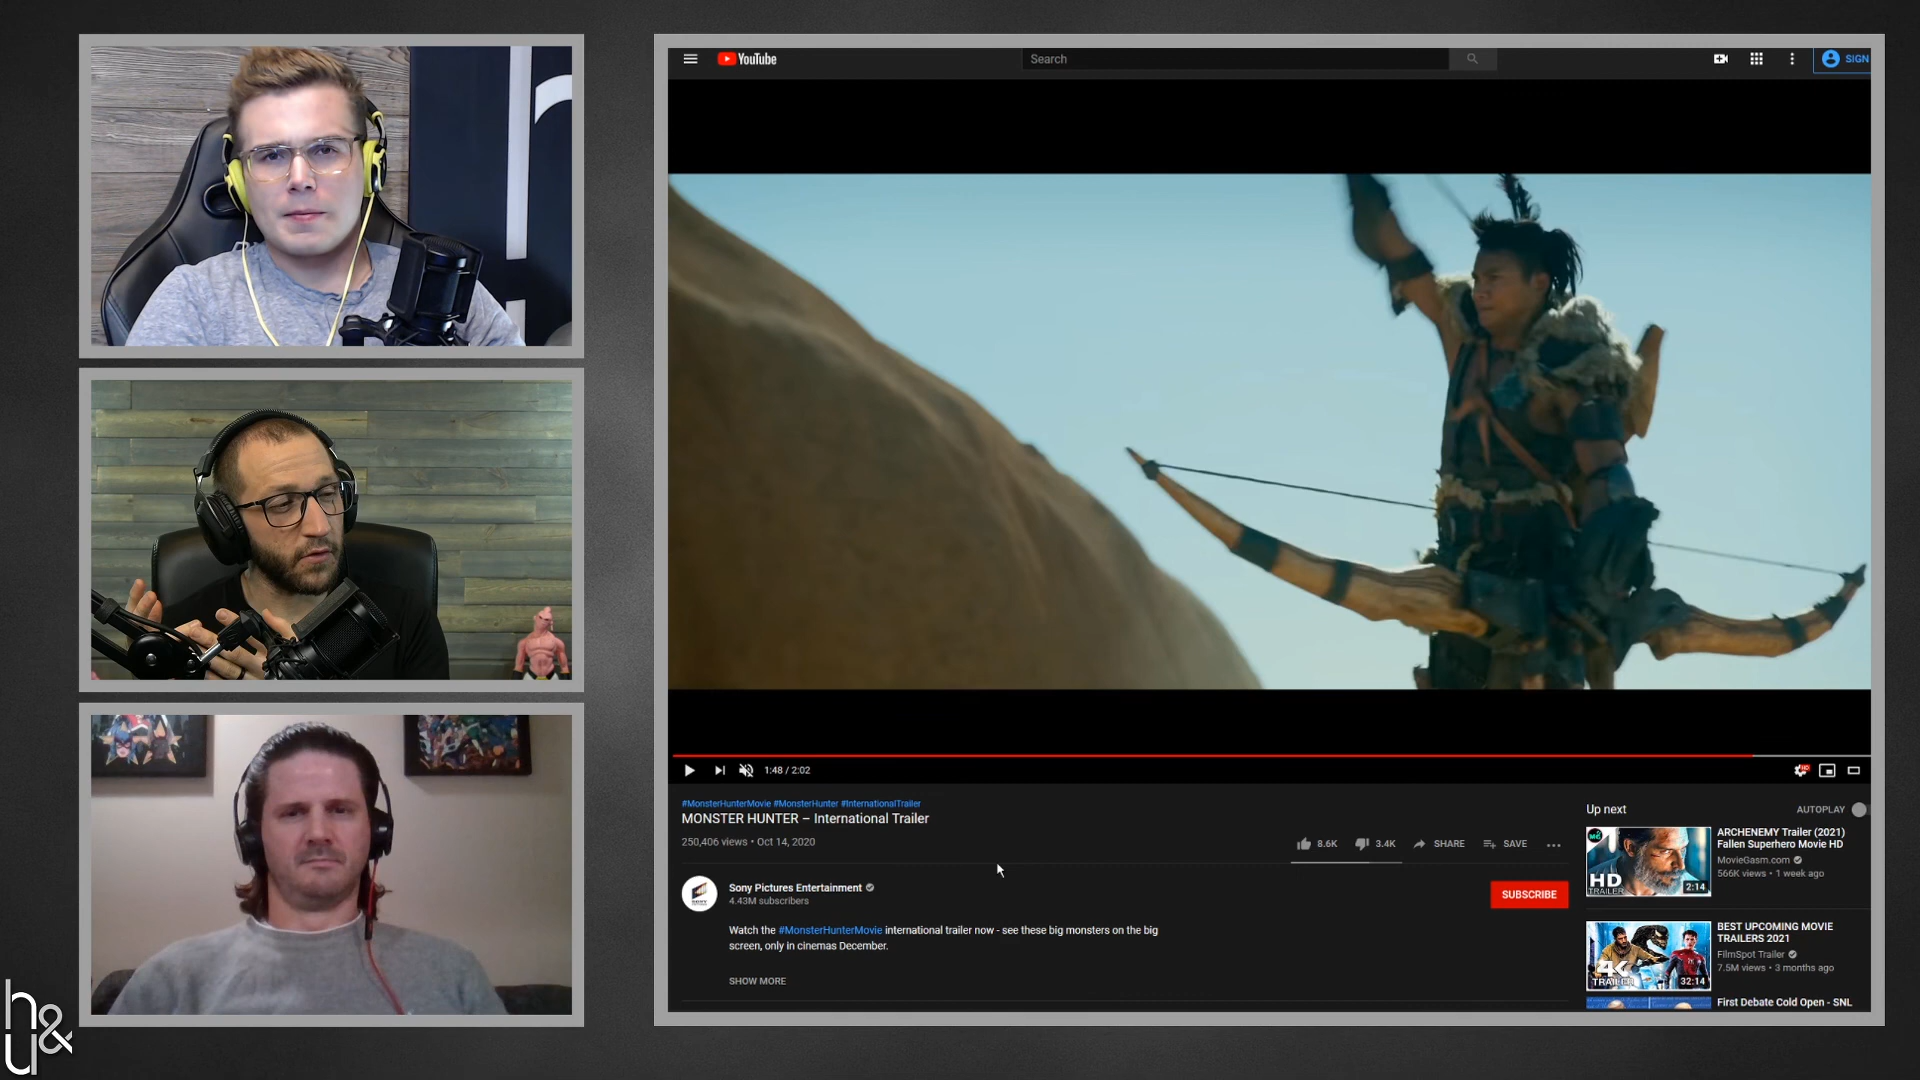 YouTube
Search
SIGN
1:48 / 2:02
HD
#MonsterHunterMovie #MonsterHunter #InternationalTrailer
MONSTER HUNTER – International Trailer
250,406 views • Oct 14, 2020
8.6K
3.4K
SHARE
SAVE
Sony Pictures Entertainment
4.43M subscribers
SUBSCRIBE
Watch the #MonsterHunterMovie international trailer now - see these big monsters on the big
screen, only in cinemas December.
SHOW MORE
Up next
AUTOPLAY
HD
TRAILER
2:14
ARCHENEMY Trailer (2021)
Fallen Superhero Movie HD
MovieGasm.com
566K views • 1 week ago
4K
TRAILER
32:14
BEST UPCOMING MOVIE
TRAILERS 2021
FilmSpot Trailer
7.5M views • 3 months ago
First Debate Cold Open - SNL
h&
u